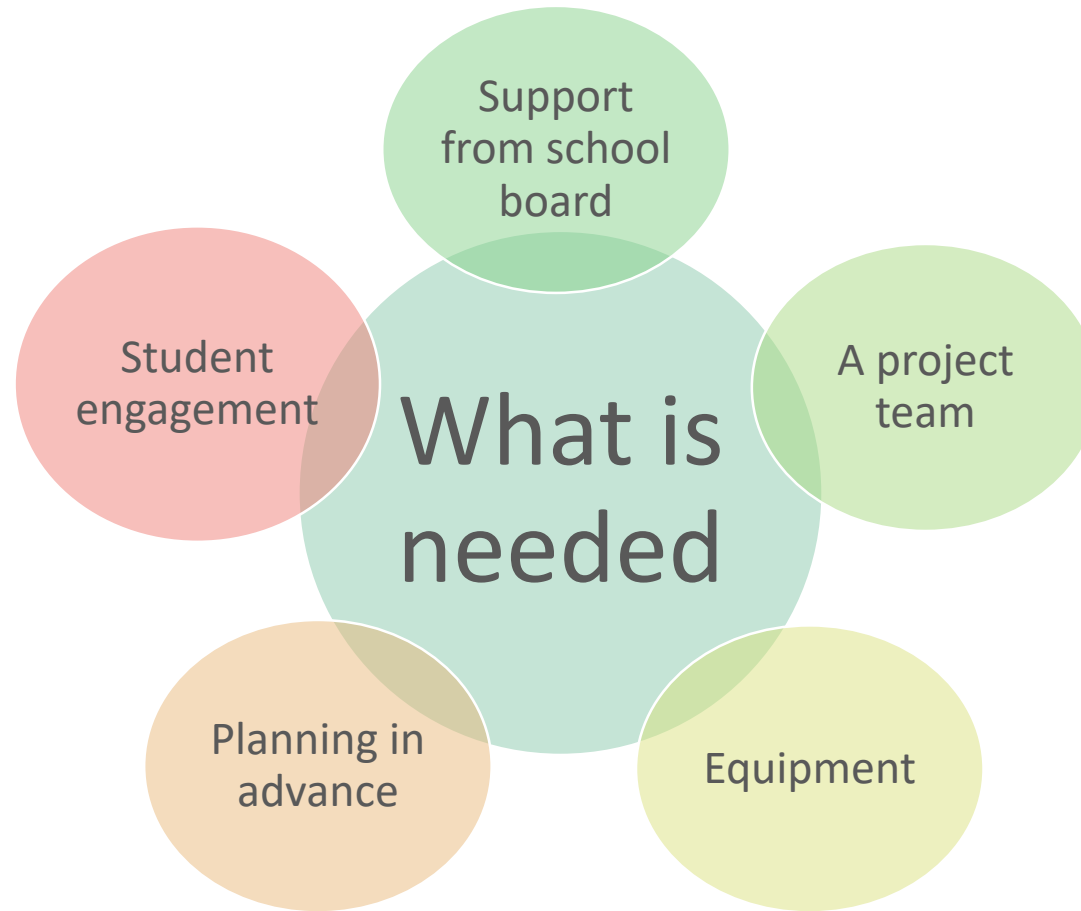 Support
from school
board
A project
team
Equipment
Planning in
advance
Student
engagement
What is
needed